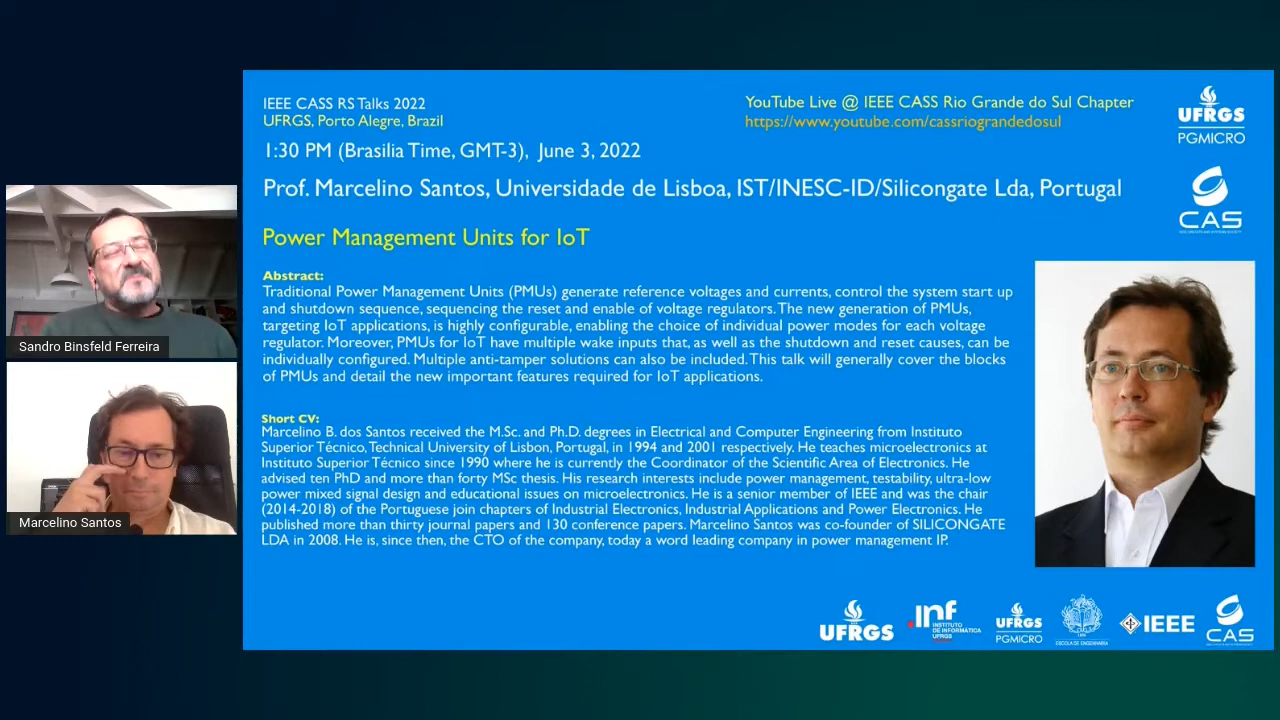 IEEE CASS RS Talks 2022
UFRGS, Porto Alegre, Brazil
YouTube Live @ IEEE CASS Rio Grande do Sul Chapter
https://www.youtube.com/cassriograndedosul
1:30 PM (Brasilia Time, GMT-3), June 3, 2022
Prof. Marcelino Santos, Universidade de Lisboa, IST/INESC-ID/Silicongate Lda, Portugal
UFRGS
PGMICRO
CAS
Power Management Units for IoT
Abstract:
Traditional Power Management Units (PMUs) generate reference voltages and currents, control the system start up
and shutdown sequence, sequencing the reset and enable of voltage regulators. The new generation of PMUs,
targeting IoT applications, is highly configurable, enabling the choice of individual power modes for each voltage
regulator. Moreover, PMUs for IoT have multiple wake inputs that, as well as the shutdown and reset causes, can be
individually configured. Multiple anti-tamper solutions can also be included. This talk will generally cover the blocks
of PMUs and detail the new important features required for IoT applications.
Short CV:
Marcelino B. dos Santos received the M.Sc. and Ph.D. degrees in Electrical and Computer Engineering from Instituto
Superior Técnico, Technical University of Lisbon, Portugal, in 1994 and 2001 respectively. He teaches microelectronics at
Instituto Superior Técnico since 1990 where he is currently the Coordinator of the Scientific Area of Electronics. He
advised ten PhD and more than forty MSc thesis. His research interests include power management, testability, ultra-low
power mixed signal design and educational issues on microelectronics. He is a senior member of IEEE and was the chair
(2014-2018) of the Portuguese join chapters of Industrial Electronics, Industrial Applications and Power Electronics. He
published more than thirty journal papers and 130 conference papers. Marcelino Santos was co-founder of SILICONGATE
LDA in 2008. He is, since then, the CTO of the company, today a word leading company in power management IP.
Sandro Binsfeld Ferreira
Marcelino Santos
UFRGS
inf
INSTITUTO
DE INFORMÁTICA
UFRGS
UFRGS
PGMICRO
ESCOLA DE ENGENHARIA
IEEE
CAS